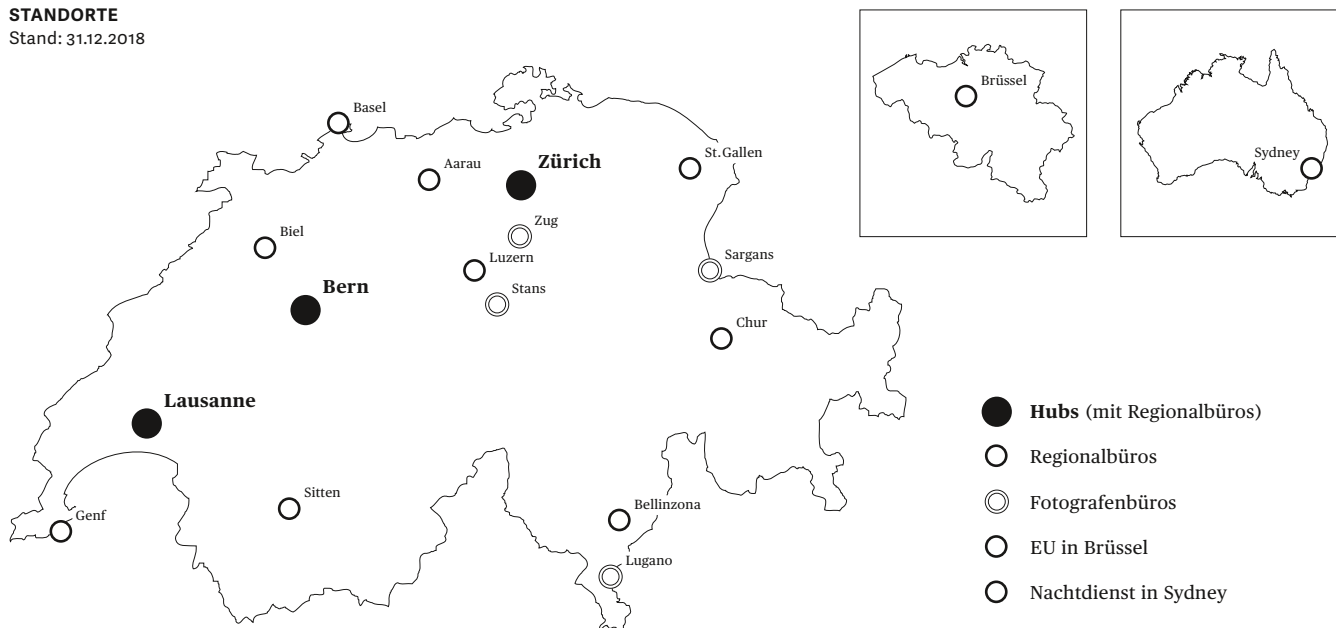 STANDORTE
Stand: 31.12.2018
Basel
Aarau
Zürich
St.Gallen
Brüssel
Sydney
Zug
Biel
Luzern
Sargans
Bern
Stans
Chur
Lausanne
Hubs (mit Regionalbüros)
Regionalbüros
Sitten
Bellinzona
Fotografenbüros
Genf
EU in Brüssel
Lugano
Nachtdienst in Sydney